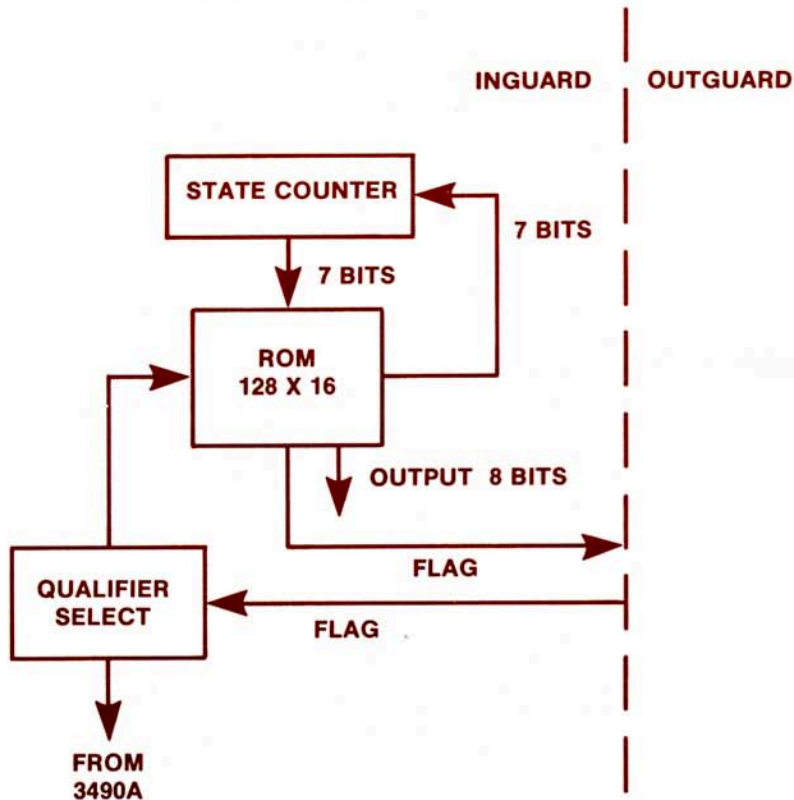 INGUARD OUTGUARD
STATE COUNTER
7 BITS
7 BITS
ROM
128 X 16
OUTPUT 8 BITS
FLAG
QUALIFIER
SELECT
FLAG
FROM
3490A